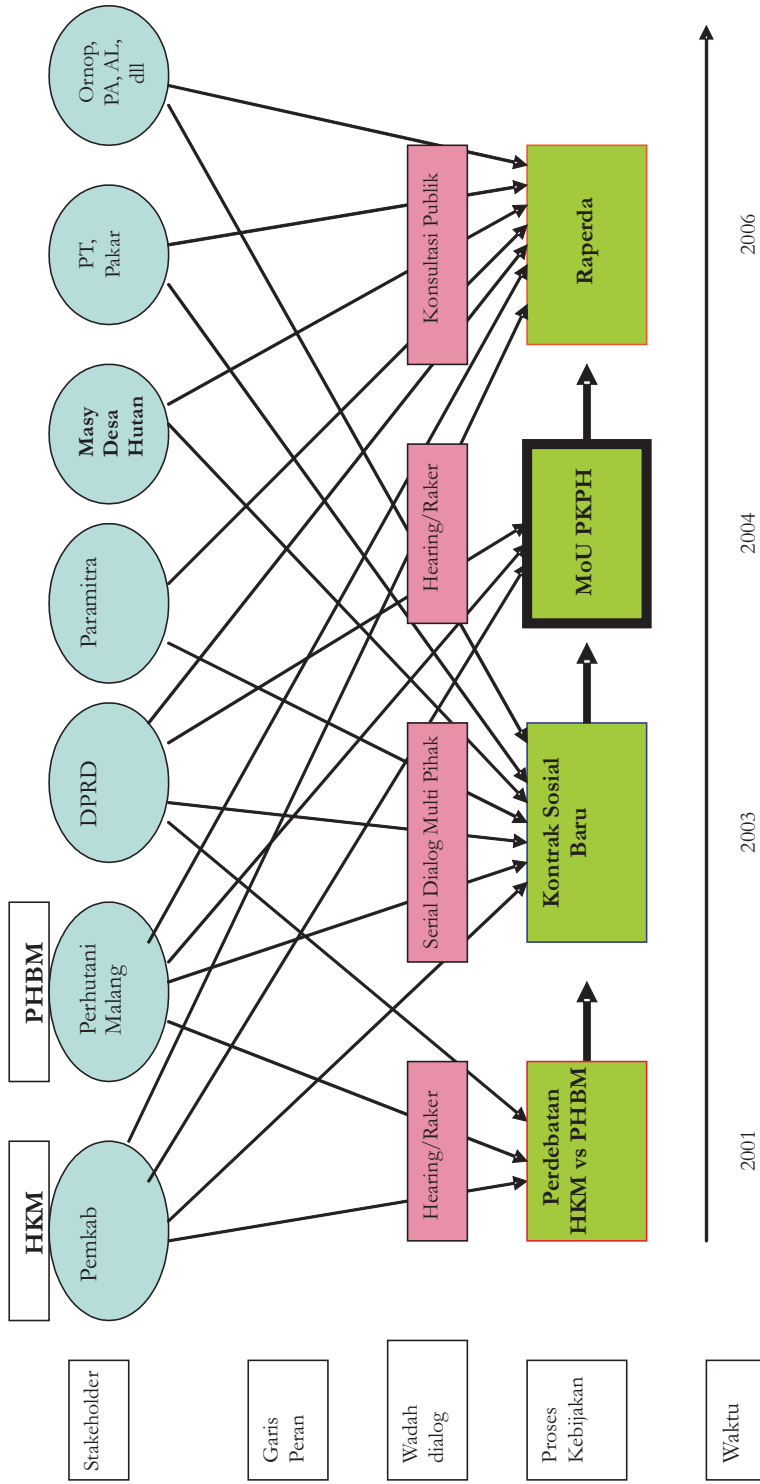 HKM
PHBM
Stakeholder
Pemkab
Perhutani
Malang
DPRD
Paramitra
Masy
Desa
Hutan
PT,
Pakar
Ornop,
PA, AL,
dll
Garis
Peran
Wadah
dialog
Hearing/Raker
Serial Dialog Multi Pihak
Hearing/Raker
Konsultasi Publik
Proses
Kebijakan
Perdebatan
HKM vs PHBM
Kontrak Sosial
Baru
MoU PKPH
Raperda
Waktu
2001
2003
2004
2006